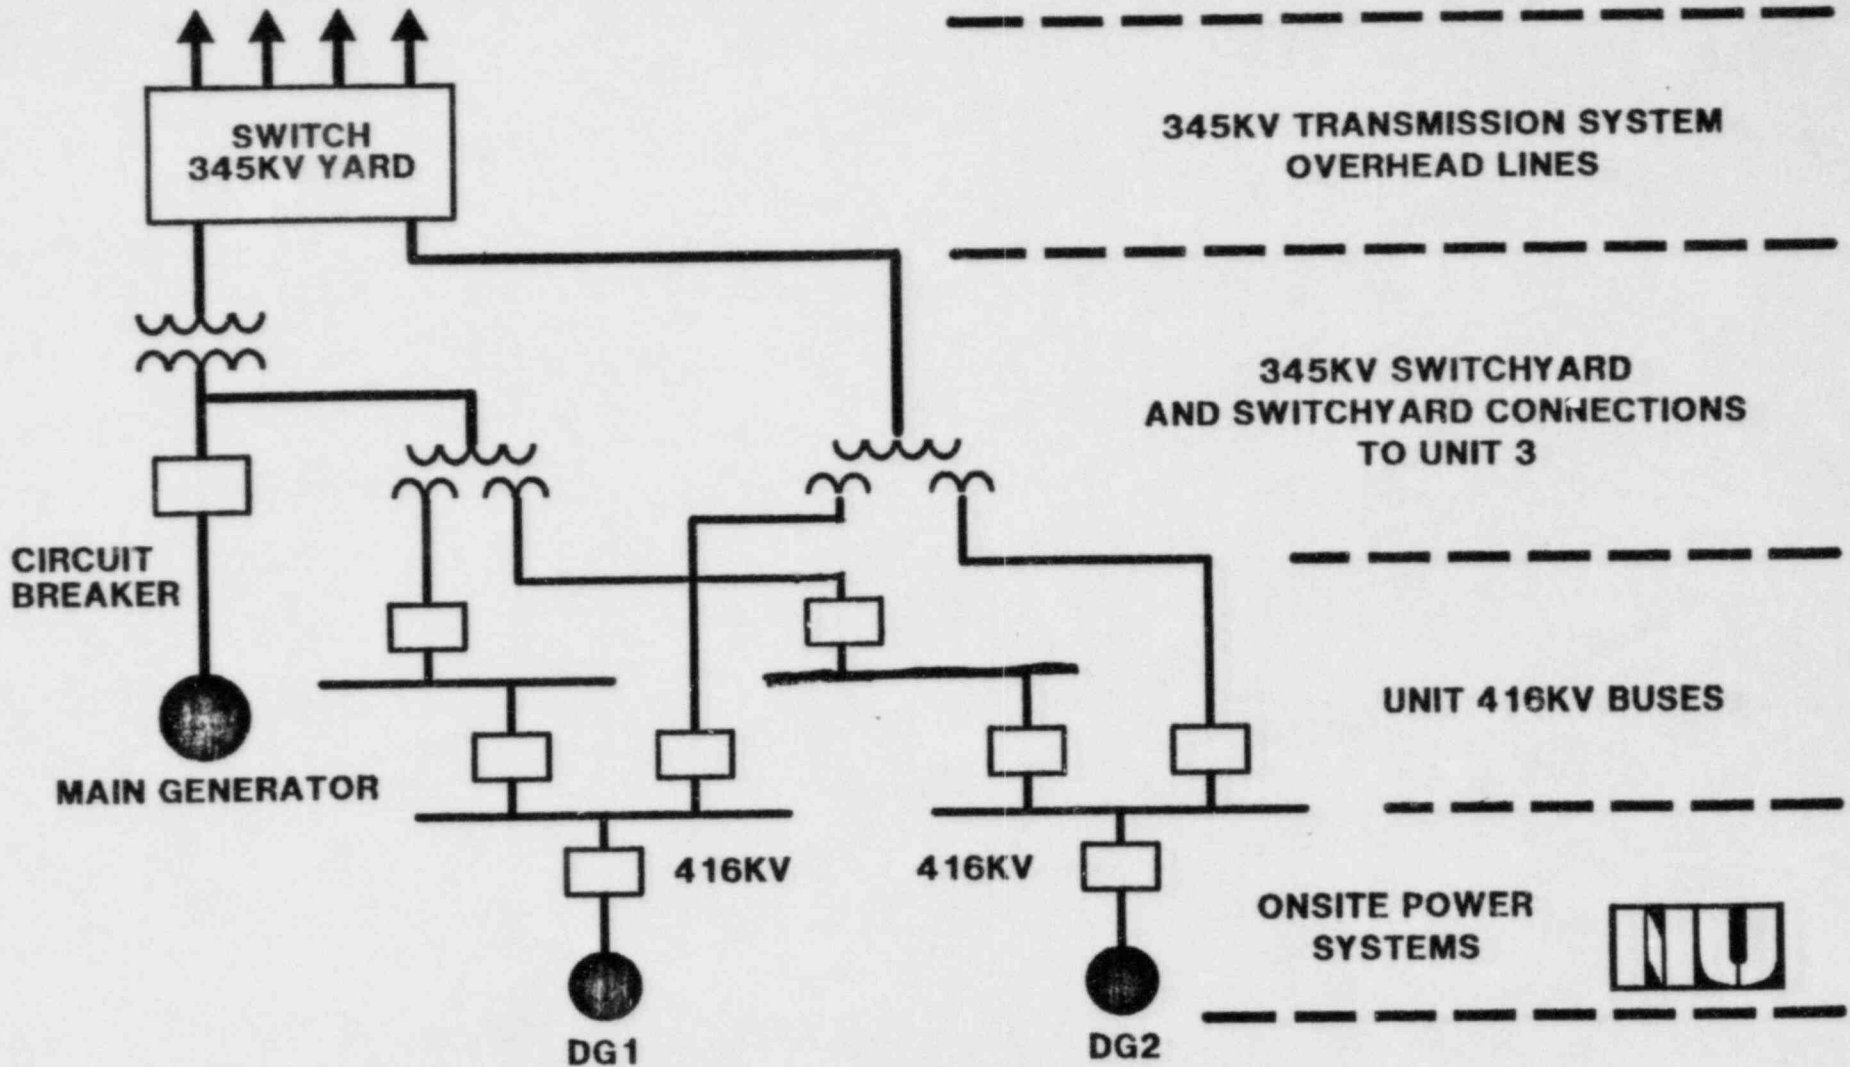 SWITCH
345KV YARD
345KV TRANSMISSION SYSTEM
OVERHEAD LINES
345KV SWITCHYARD
AND SWITCHYARD CONNECTIONS
TO UNIT 3
CIRCUIT
BREAKER
UNIT 416KV BUSES
MAIN GENERATOR
416KV
416KV
ONSITE POWER
SYSTEMS
NU
DG1
DG2